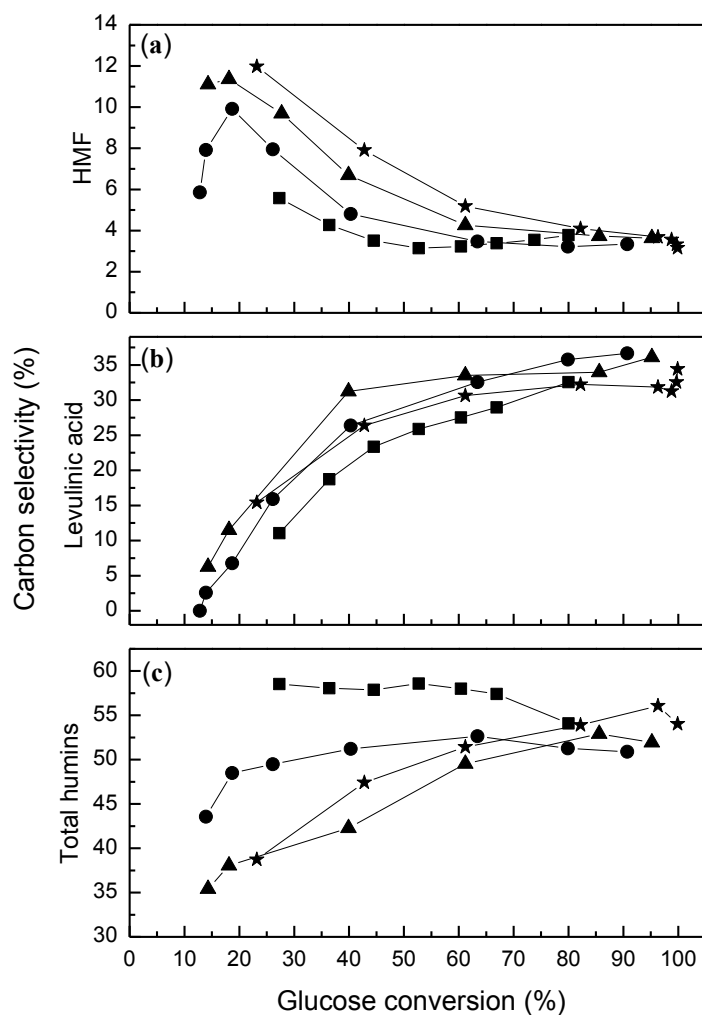 (a)
14
12
10
8
6
4
2
0
HMF
(b)
35
30
25
20
15
10
5
0
Levulinic acid
Carbon selectivity (%)
(c)
60
55
50
45
40
35
30
Total humins
0 10 20 30 40 50 60 70 80 90 100
Glucose conversion (%)